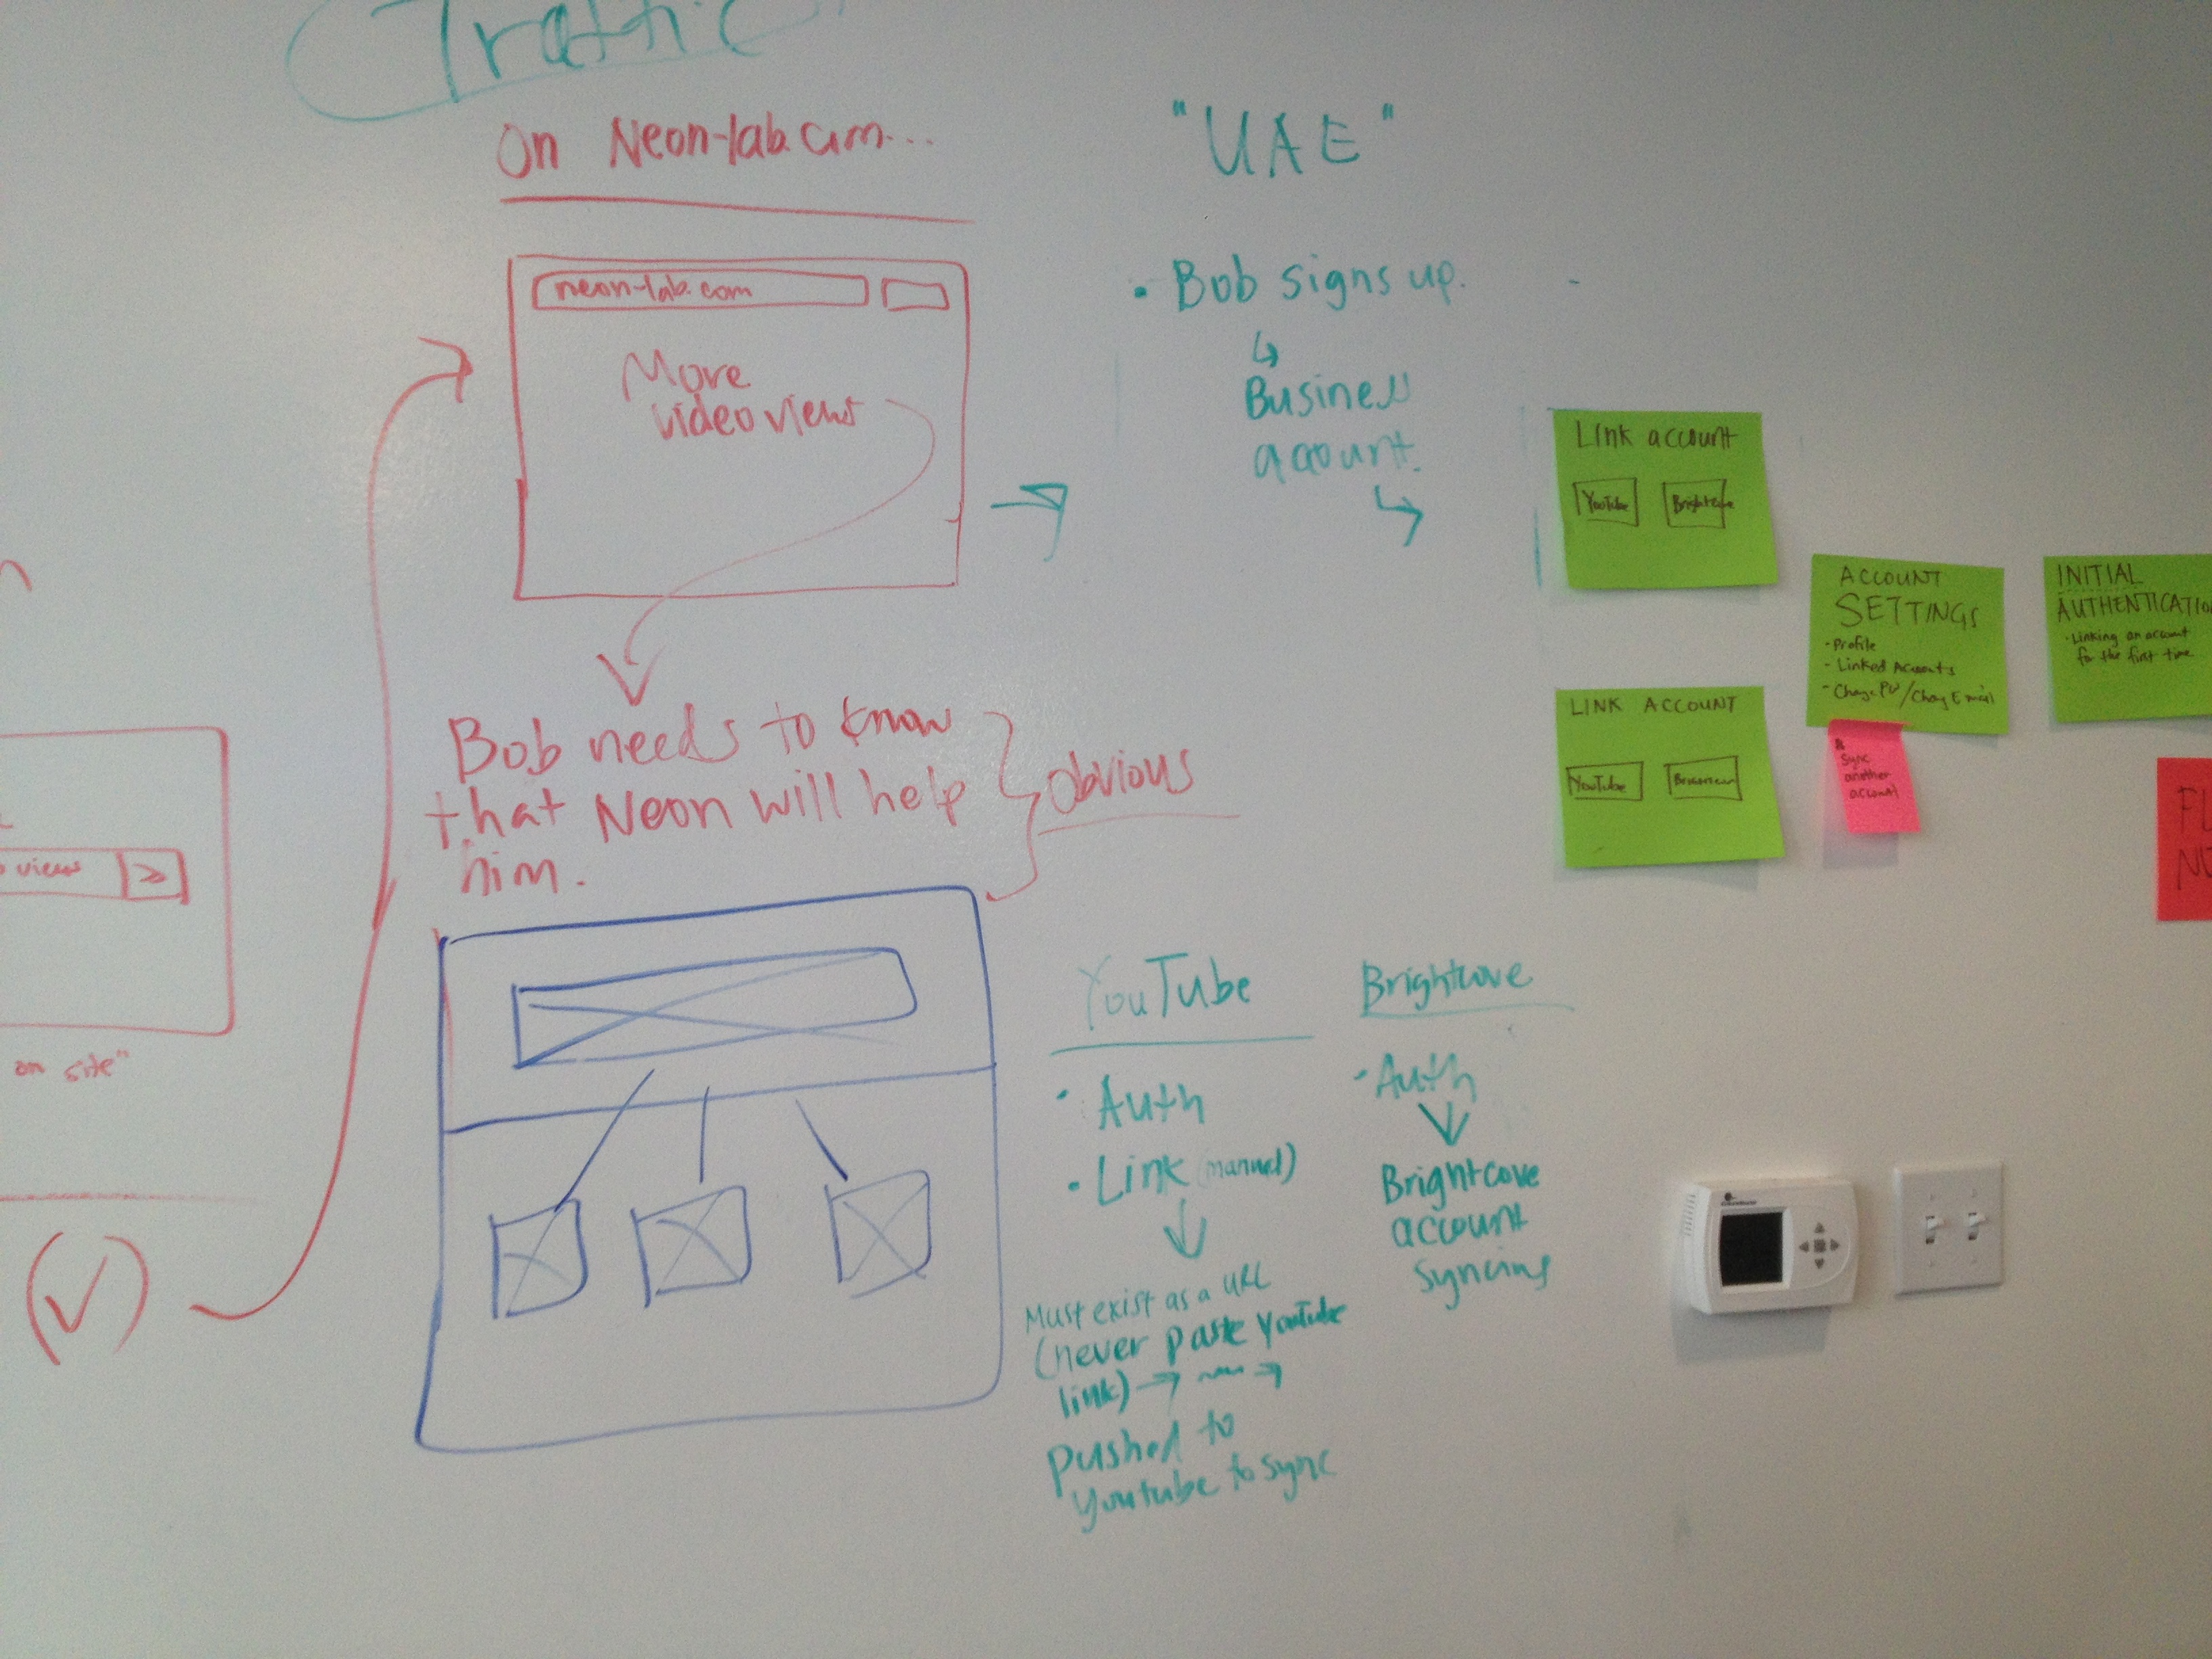 Traffic
On Neon-lab.com...
neon-lab.com
More
video views
Bob needs to know
that Neon will help
him.
obvious
views
>>
on site"
"UAE"
• Bob signs up.
Business
account.
Link account
YouTube Brightcove
LINK ACCOUNT
YouTube Brightcove
ACCOUNT
SETTINGS
- Profile
- Linked Accounts
- Change PW/Chang Email
&
Sync
another
account
INITIAL
AUTHENTICATIO
• Linking an account
for the first time
YouTube
• Auth
• Link (manual)
Must exist as a URL
(never paste YouTube
link)
pushed to
Youtube to sync
Brightcove
• Auth
Brightcove
account
syncing